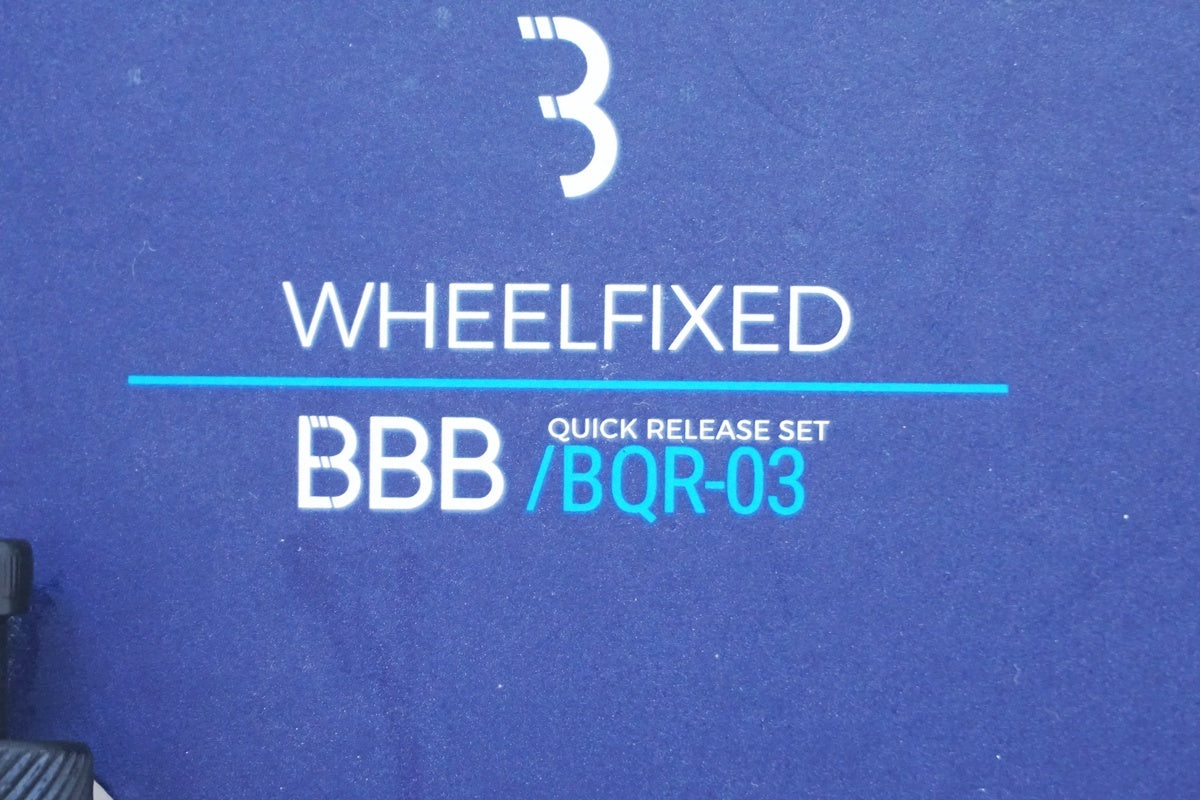 WHEELFIXED
BBB
QUICK RELEASE SET
/BQR-03